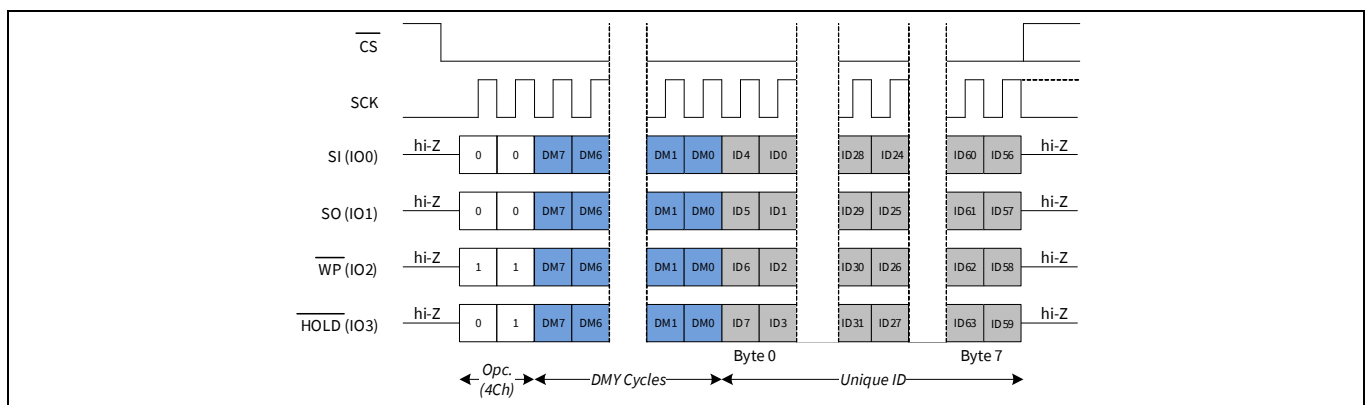 CS
SCK
SI (IO0) hi-Z 0 0 DM7 DM6 DM1 DM0 ID4 ID0 ID28 ID24 ID60 ID56 hi-Z
SO (IO1) hi-Z 0 0 DM7 DM6 DM1 DM0 ID5 ID1 ID29 ID25 ID61 ID57 hi-Z
WP (IO2) hi-Z 1 1 DM7 DM6 DM1 DM0 ID6 ID2 ID30 ID26 ID62 ID58 hi-Z
HOLD (IO3) hi-Z 0 1 DM7 DM6 DM1 DM0 ID7 ID3 ID31 ID27 ID63 ID59 hi-Z
Byte 0 Byte 7
Opc.
(4Ch) DMY Cycles Unique ID